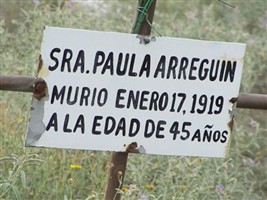 SRA. PAULA ARREGUIN
MURIO ENERO 17, 1919
A LA EDAD DE 45 AÑOS